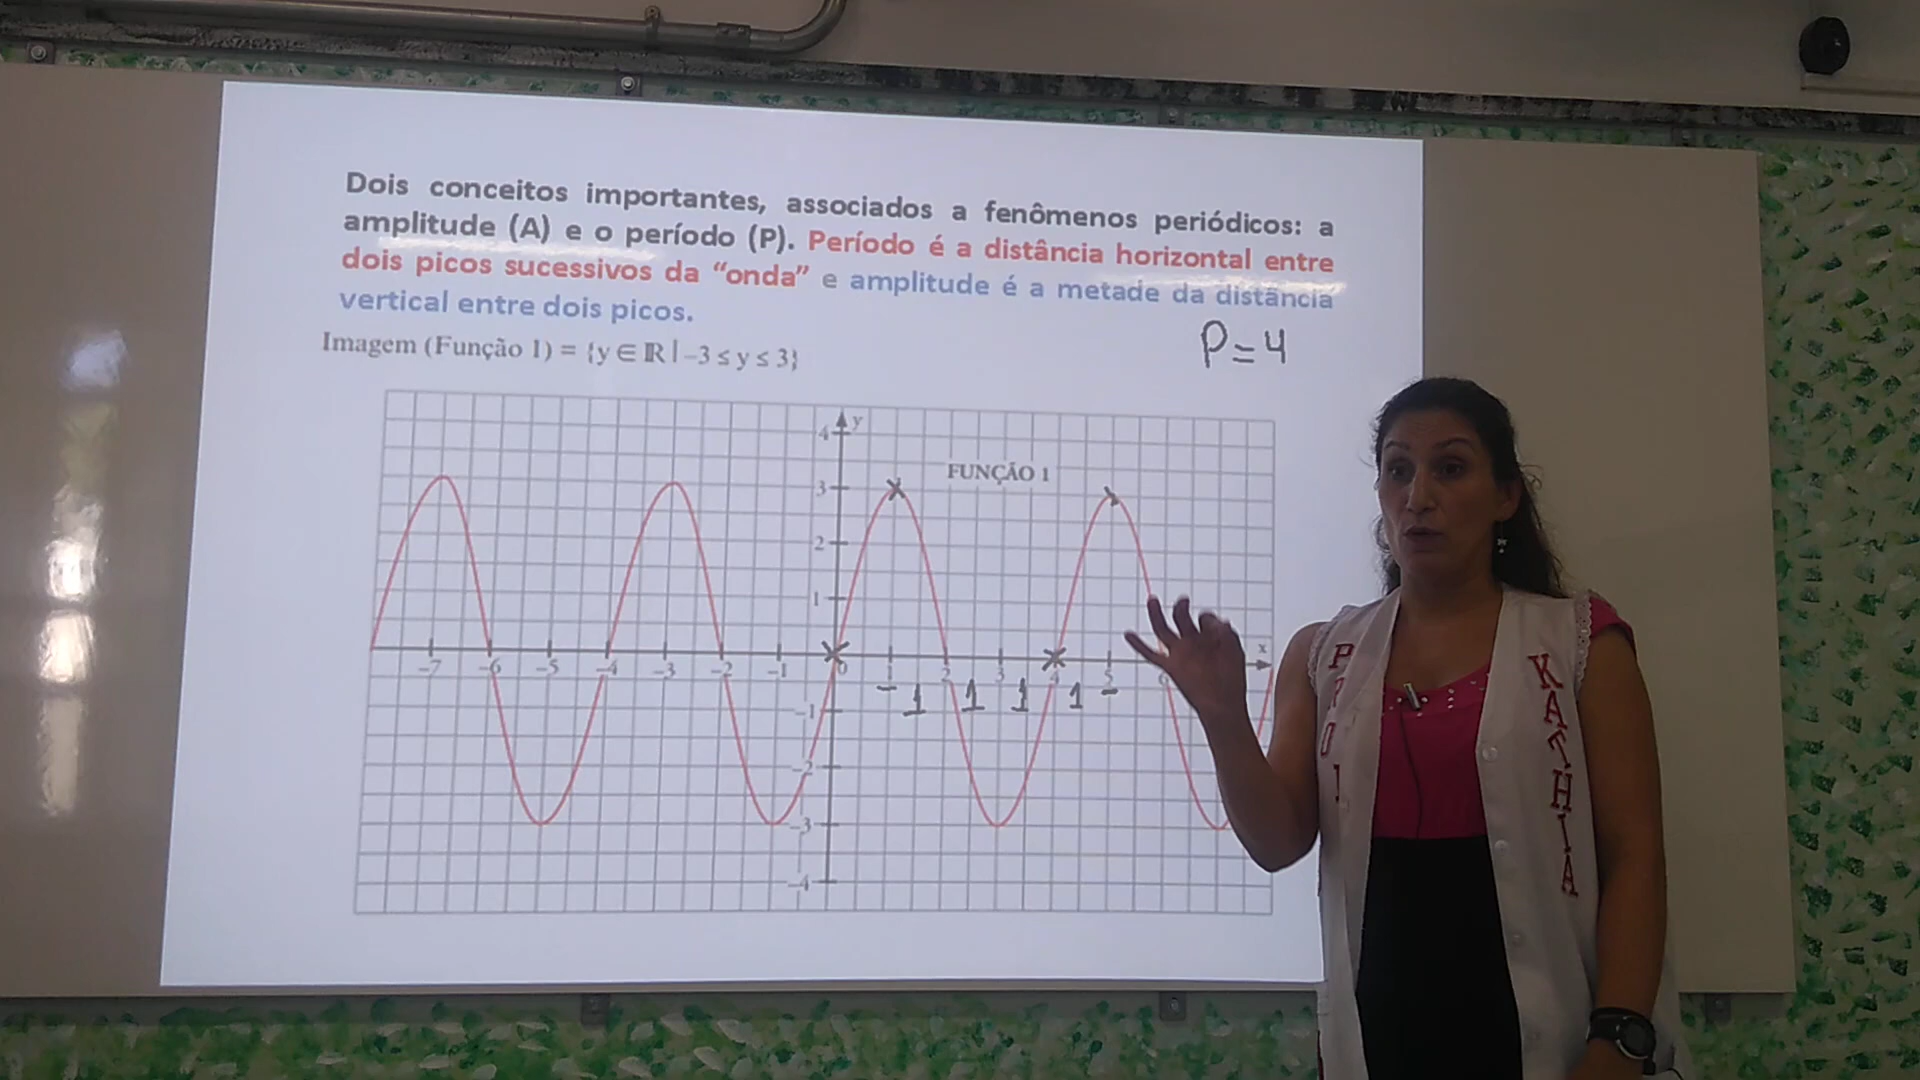 Dois conceitos importantes, associados a fenômenos periódicos: a
amplitude (A) e o período (P). Período é a distância horizontal entre
dois picos sucessivos da “onda” e amplitude é a metade da distância
vertical entre dois picos.
P=4
Imagem (Função 1) = {y ∈ ℝ | –3 ≤ y ≤ 3}
4 y
FUNÇÃO 1
3
2
1
x
–7 –6 –5 –4 –3 –2 –1 0 1 2 3 4 5 6
- 1 1 1 1 -
–1
–2
–3
–4
PROF
KATHIA